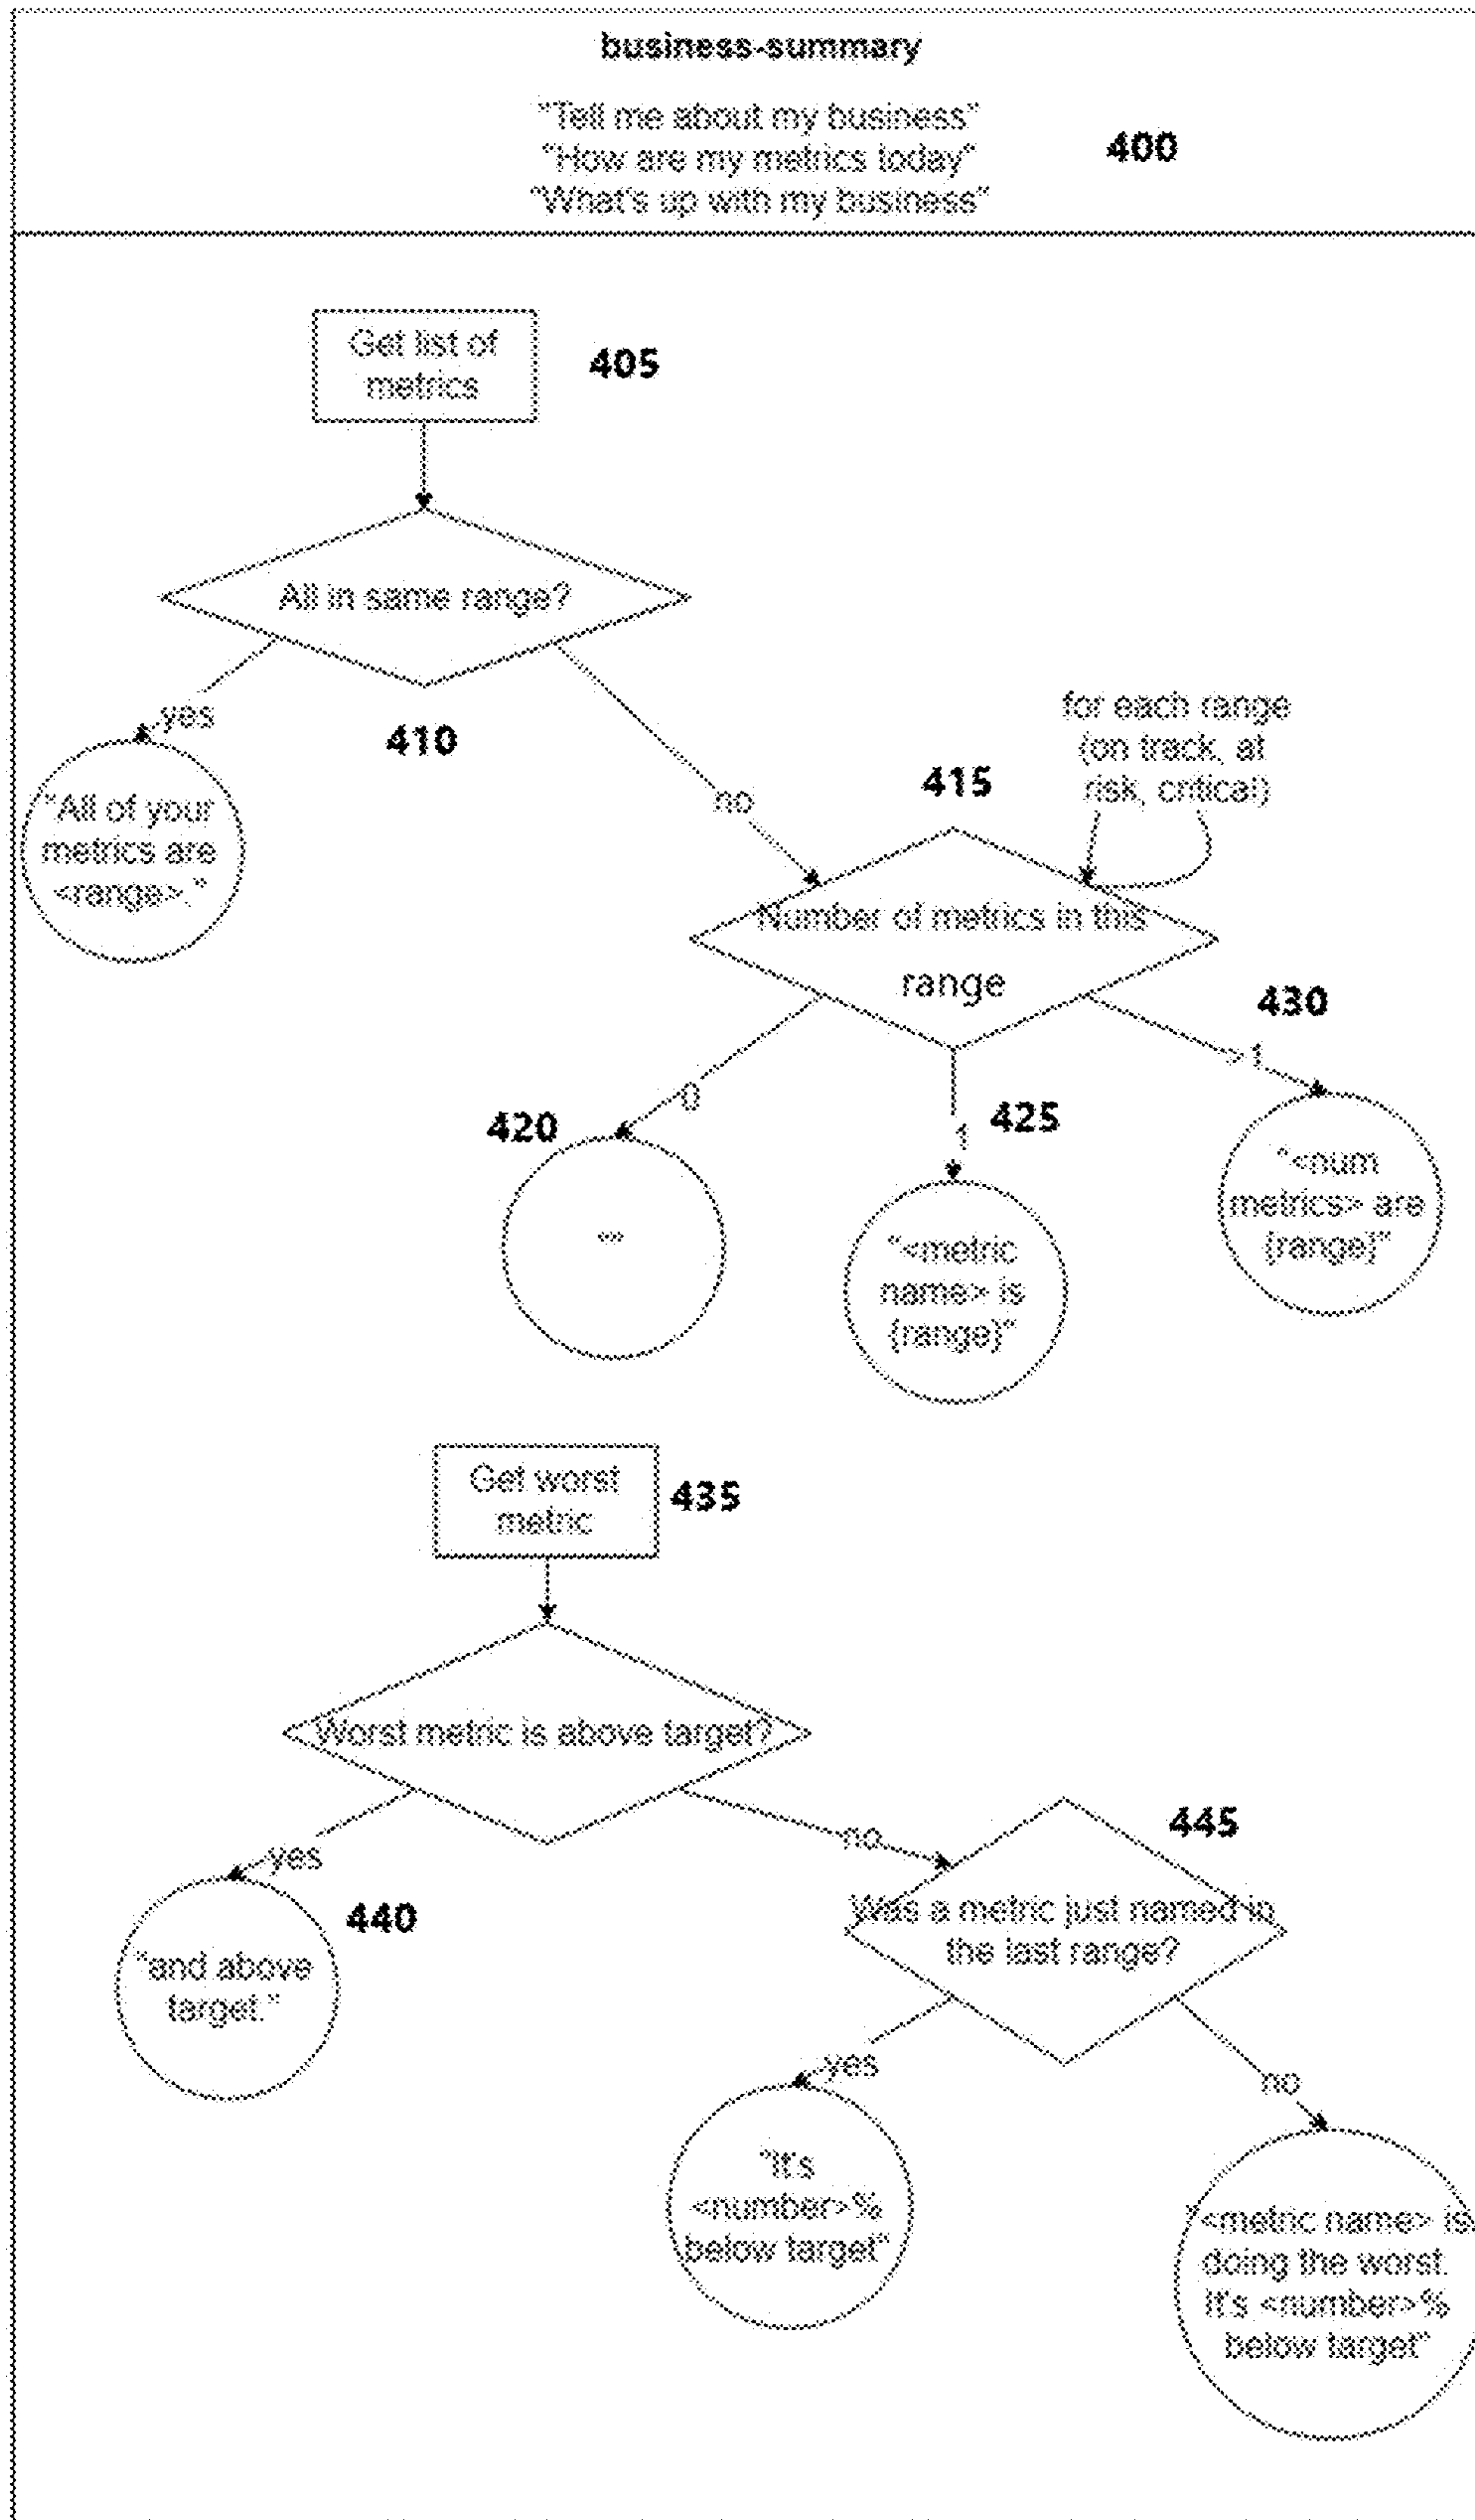 business-summary
"Tell me about my business"
"How are my metrics today"
"What's up with my business"
400
Get list of
metrics
405
All in same range?
yes
410
no
for each range
(on track, at
risk, critical)
415
"All of your
metrics are
<range>."
Number of metrics in this
range
430
>1
0
420
425
1
""
"<metric
name> is
{range}"
"<num
metrics> are
{range}"
Get worst
metric
435
Worst metric is above target?
yes
no
445
440
"and above
target."
Was a metric just named in
the last range?
yes
no
"It's
<number>%
below target"
"<metric name> is
doing the worst.
It's <number>%
below target"